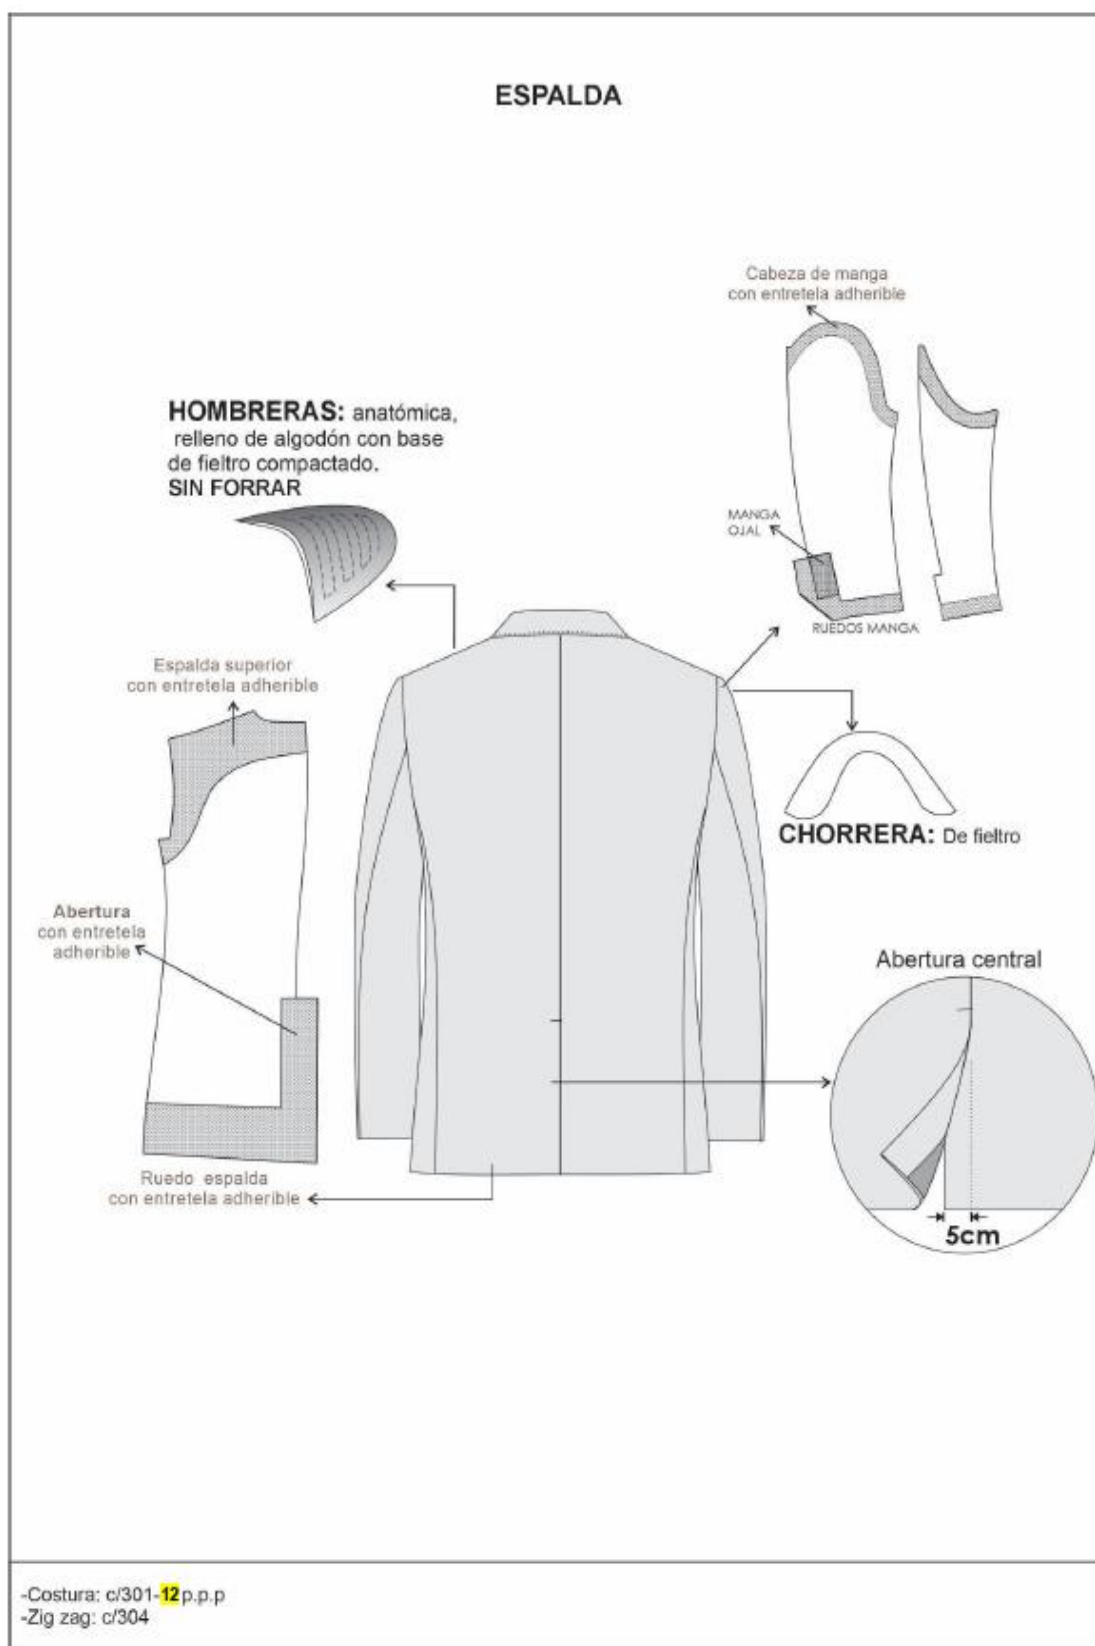 ESPALDA
Cabeza de manga
con entretela adherible
HOMBRERAS: anatómica,
relleno de algodón con base
de fieltro compactado.
SIN FORRAR
MANGA
OJAL
RUEDOS MANGA
Espalda superior
con entretela adherible
CHORRERA: De fieltro
Abertura
con entretela
adherible
Abertura central
5cm
Ruedo espalda
con entretela adherible
-Costura: c/301-12p.p.p
-Zig zag: c/304